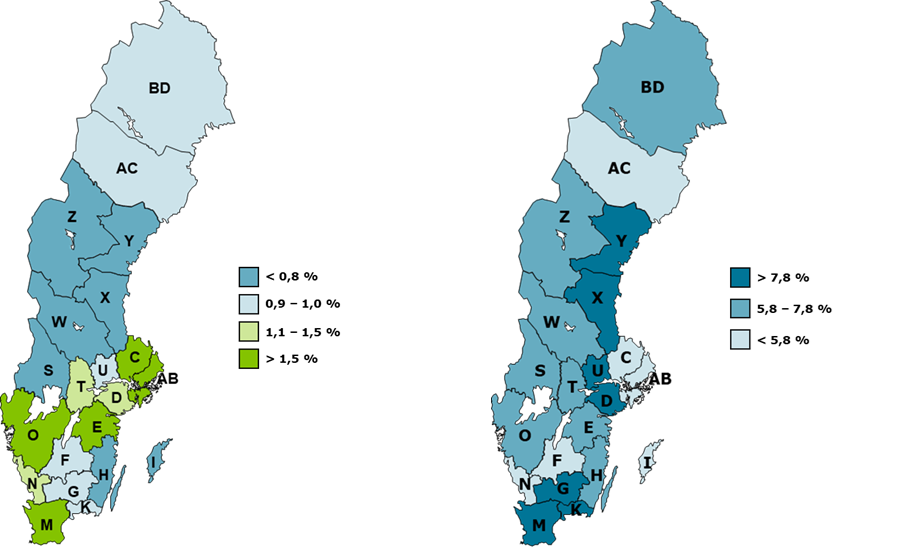 BD
AC
Z
Y
X
W
S
T
U
C
AB
D
O
E
F
I
N
G
H
K
M
< 0,8 %
0,9 – 1,0 %
1,1 – 1,5 %
> 1,5 %
BD
AC
Z
Y
X
W
S
T
U
C
AB
D
O
E
F
I
N
G
H
K
M
> 7,8 %
5,8 – 7,8 %
< 5,8 %